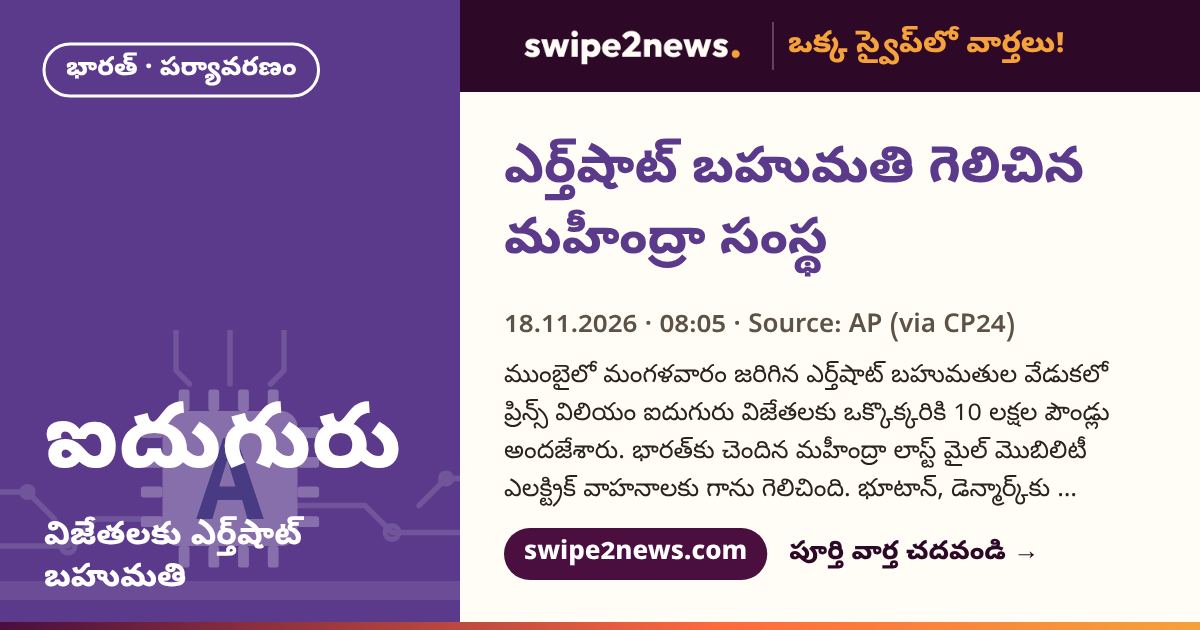 భారత్ · పర్యావరణం
ఐదుగురు
A
విజేతలకు ఎర్త్‌షాట్
బహుమతి
swipe2news.
ఒక్క స్వైప్‌లో వార్తలు!
ఎర్త్‌షాట్ బహుమతి గెలిచిన
మహీంద్రా సంస్థ
18.11.2026 · 08:05 · Source: AP (via CP24)
ముంబైలో మంగళవారం జరిగిన ఎర్త్‌షాట్ బహుమతుల వేడుకలో
ప్రిన్స్ విలియం ఐదుగురు విజేతలకు ఒక్కొక్కరికి 10 లక్షల పౌండ్లు
అందజేశారు. భారత్‌కు చెందిన మహీంద్రా లాస్ట్ మైల్ మొబిలిటీ
ఎలక్ట్రిక్ వాహనాలకు గాను గెలిచింది. భూటాన్, డెన్మార్క్‌కు ...
swipe2news.com
పూర్తి వార్త చదవండి →